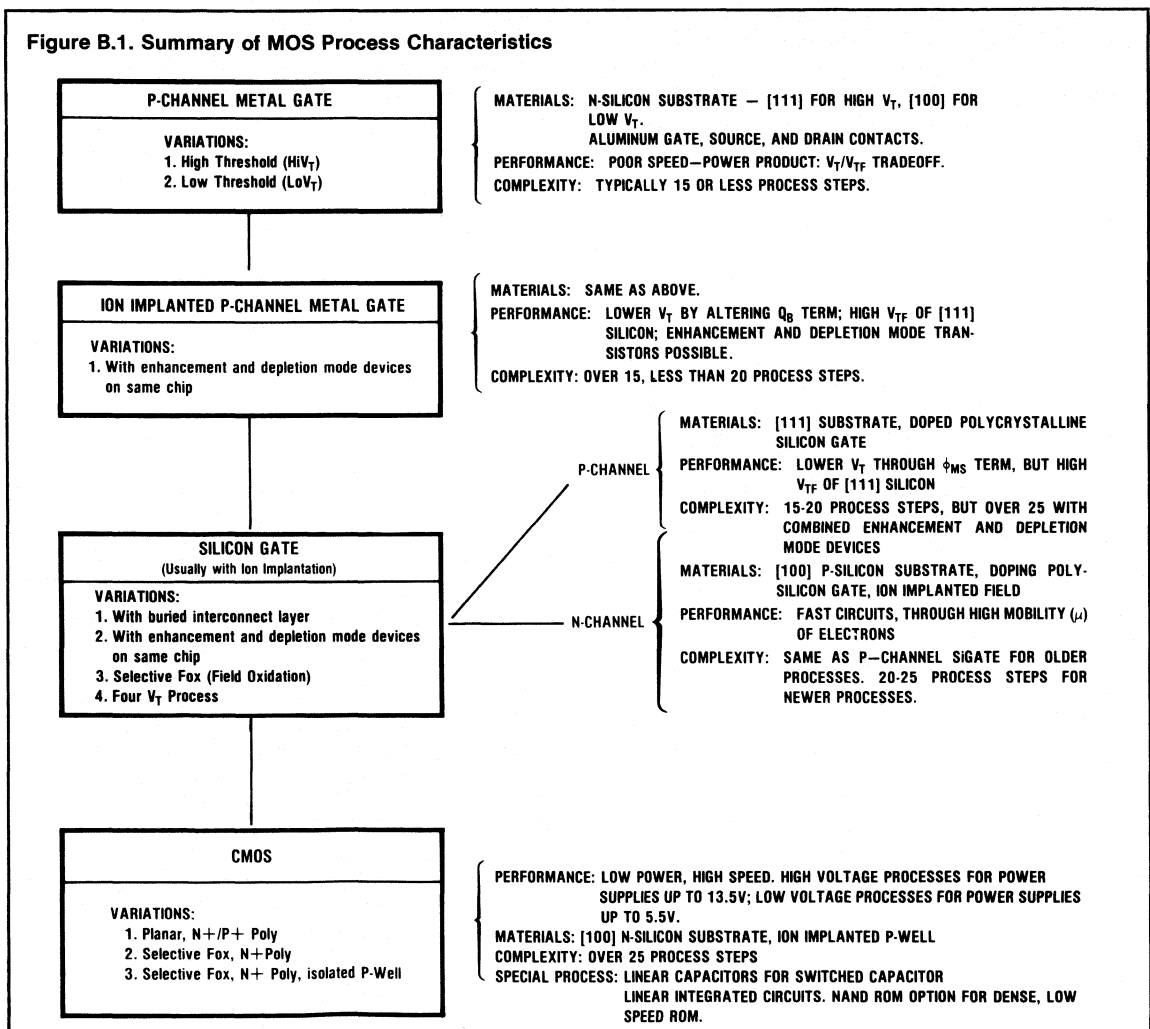 Figure B.1. Summary of MOS Process Characteristics
P-CHANNEL METAL GATE
VARIATIONS:
1. High Threshold (HiVT)
2. Low Threshold (LoVT)
MATERIALS: N-SILICON SUBSTRATE — [111] FOR HIGH VT, [100] FOR
LOW VT.
ALUMINUM GATE, SOURCE, AND DRAIN CONTACTS.
PERFORMANCE: POOR SPEED—POWER PRODUCT: VT/VTF TRADEOFF.
COMPLEXITY: TYPICALLY 15 OR LESS PROCESS STEPS.
ION IMPLANTED P-CHANNEL METAL GATE
VARIATIONS:
1. With enhancement and depletion mode devices
on same chip
MATERIALS: SAME AS ABOVE.
PERFORMANCE: LOWER VT BY ALTERING QB TERM; HIGH VTF OF [111]
SILICON; ENHANCEMENT AND DEPLETION MODE TRAN-
SISTORS POSSIBLE.
COMPLEXITY: OVER 15, LESS THAN 20 PROCESS STEPS.
SILICON GATE
(Usually with Ion Implantation)
VARIATIONS:
1. With buried interconnect layer
2. With enhancement and depletion mode devices
on same chip
3. Selective Fox (Field Oxidation)
4. Four VT Process
P-CHANNEL
MATERIALS: [111] SUBSTRATE, DOPED POLYCRYSTALLINE
SILICON GATE
PERFORMANCE: LOWER VT THROUGH ϕMS TERM, BUT HIGH
VTF OF [111] SILICON
COMPLEXITY: 15-20 PROCESS STEPS, BUT OVER 25 WITH
COMBINED ENHANCEMENT AND DEPLETION
MODE DEVICES
N-CHANNEL
MATERIALS: [100] P-SILICON SUBSTRATE, DOPING POLY-
SILICON GATE, ION IMPLANTED FIELD
PERFORMANCE: FAST CIRCUITS, THROUGH HIGH MOBILITY (μ)
OF ELECTRONS
COMPLEXITY: SAME AS P—CHANNEL SiGATE FOR OLDER
PROCESSES. 20-25 PROCESS STEPS FOR
NEWER PROCESSES.
CMOS
VARIATIONS:
1. Planar, N+/P+ Poly
2. Selective Fox, N+Poly
3. Selective Fox, N+ Poly, isolated P-Well
PERFORMANCE: LOW POWER, HIGH SPEED. HIGH VOLTAGE PROCESSES FOR POWER
SUPPLIES UP TO 13.5V; LOW VOLTAGE PROCESSES FOR POWER SUPPLIES
UP TO 5.5V.
MATERIALS: [100] N-SILICON SUBSTRATE, ION IMPLANTED P-WELL
COMPLEXITY: OVER 25 PROCESS STEPS
SPECIAL PROCESS: LINEAR CAPACITORS FOR SWITCHED CAPACITOR
LINEAR INTEGRATED CIRCUITS. NAND ROM OPTION FOR DENSE, LOW
SPEED ROM.